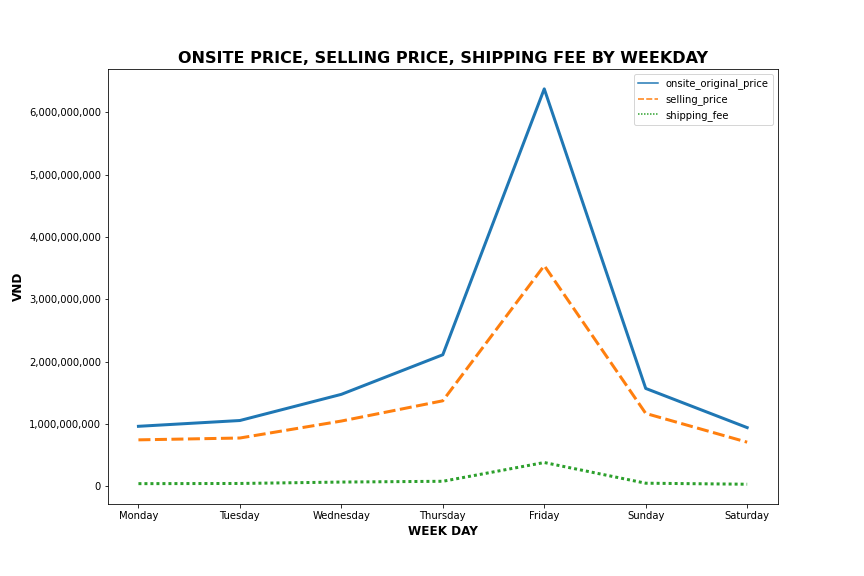 ONSITE PRICE, SELLING PRICE, SHIPPING FEE BY WEEKDAY
onsite_original_price
selling_price
shipping_fee
6,000,000,000
5,000,000,000
4,000,000,000
3,000,000,000
2,000,000,000
1,000,000,000
0
VND
Monday Tuesday Wednesday Thursday Friday Sunday Saturday
WEEK DAY